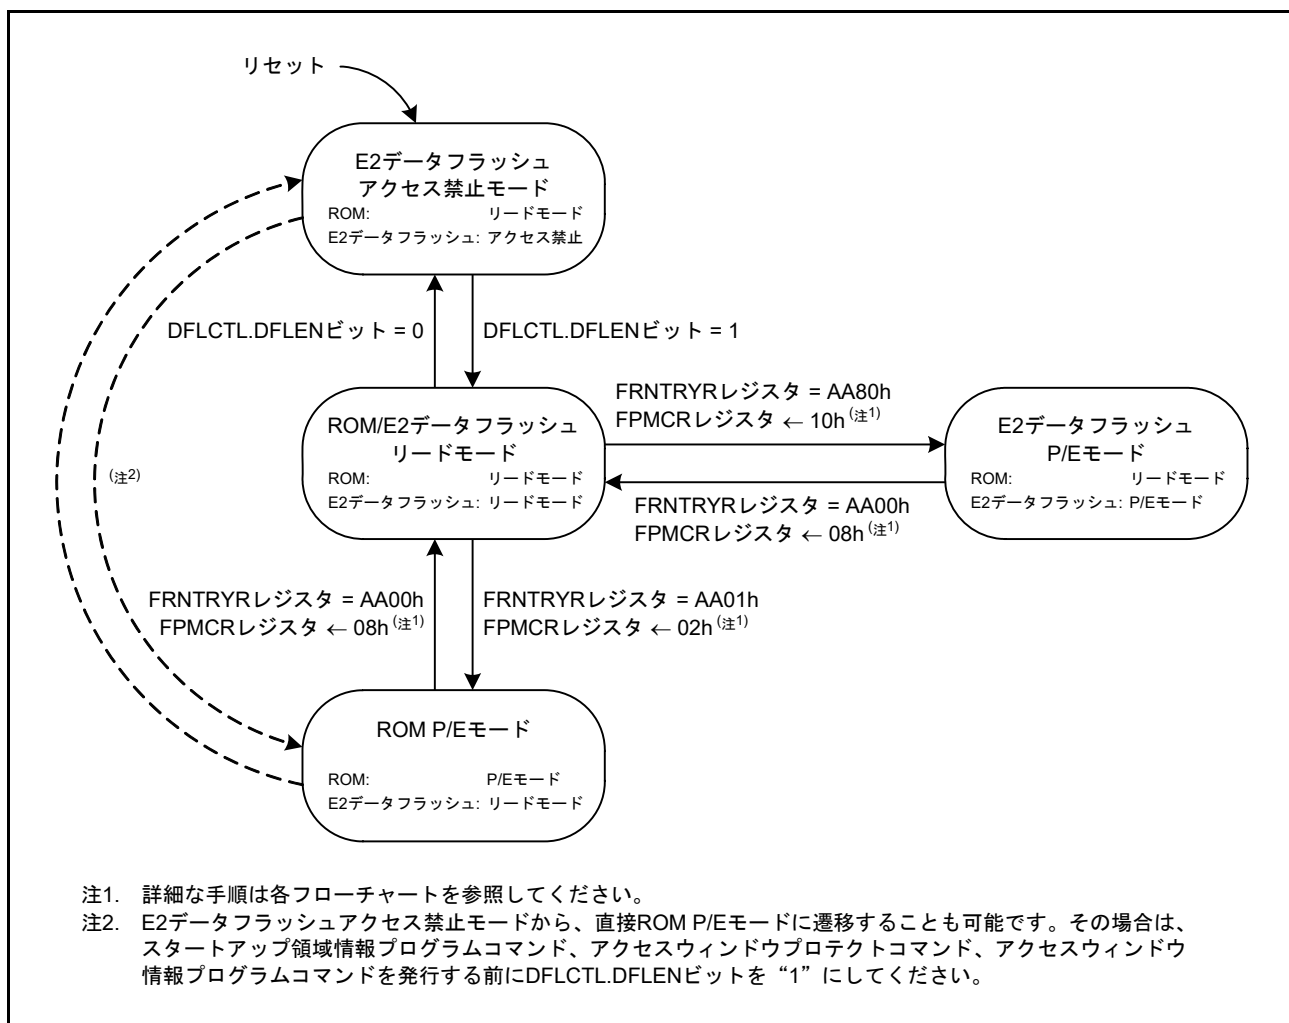 リセット
E2データフラッシュ
アクセス禁止モード
ROM: リードモード
E2データフラッシュ: アクセス禁止
DFLCTL.DFLENビット = 0
DFLCTL.DFLENビット = 1
FRNTRYRレジスタ = AA80h
FPMCRレジスタ ← 10h (注1)
ROM/E2データフラッシュ
リードモード
ROM: リードモード
E2データフラッシュ: リードモード
E2データフラッシュ
P/Eモード
ROM: リードモード
E2データフラッシュ: P/Eモード
(注2)
FRNTRYRレジスタ = AA00h
FPMCRレジスタ ← 08h (注1)
FRNTRYRレジスタ = AA00h
FPMCRレジスタ ← 08h (注1)
FRNTRYRレジスタ = AA01h
FPMCRレジスタ ← 02h (注1)
ROM P/Eモード
ROM: P/Eモード
E2データフラッシュ: リードモード
注1. 詳細な手順は各フローチャートを参照してください。
注2. E2データフラッシュアクセス禁止モードから、直接ROM P/Eモードに遷移することも可能です。その場合は、
スタートアップ領域情報プログラムコマンド、アクセスウィンドウプロテクトコマンド、アクセスウィンドウ
情報プログラムコマンドを発行する前にDFLCTL.DFLENビットを“1”にしてください。